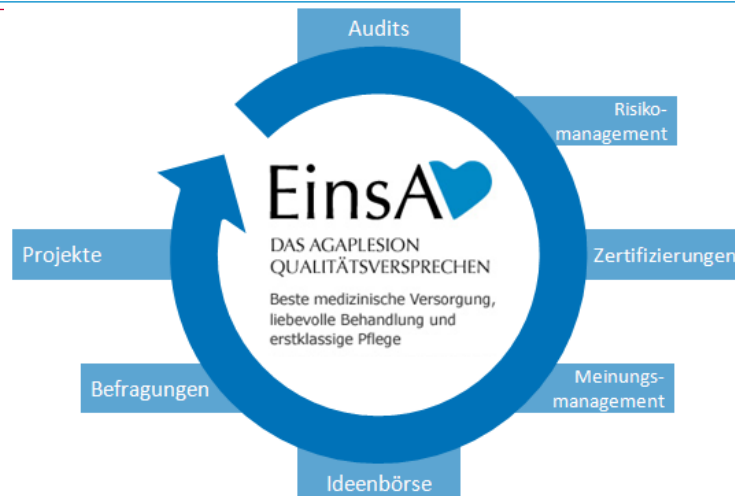 Audits
Risiko-
management
Zertifizierungen
Meinungs-
management
Ideenbörse
Befragungen
Projekte
EinsA
DAS AGAPLESION
QUALITÄTSVERSPRECHEN
Beste medizinische Versorgung,
liebevolle Behandlung und
erstklassige Pflege